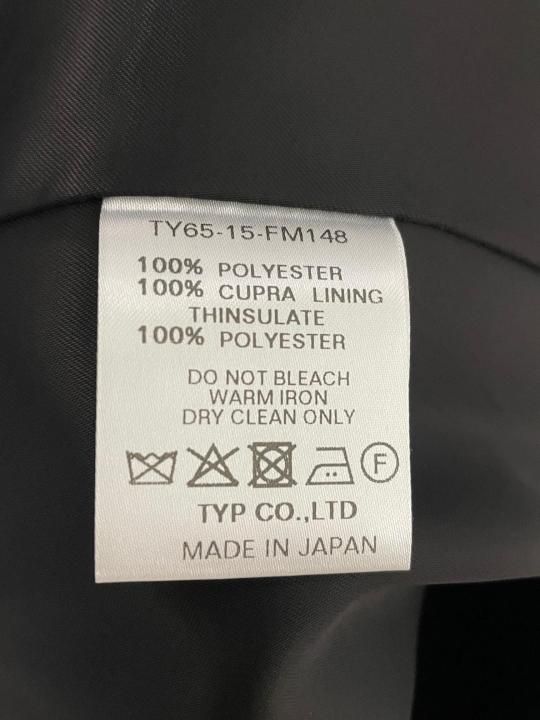 TY65-15-FM148
100% POLYESTER
100% CUPRA LINING
THINSULATE
100% POLYESTER
DO NOT BLEACH
WARM IRON
DRY CLEAN ONLY
F
TYP CO.,LTD
MADE IN JAPAN